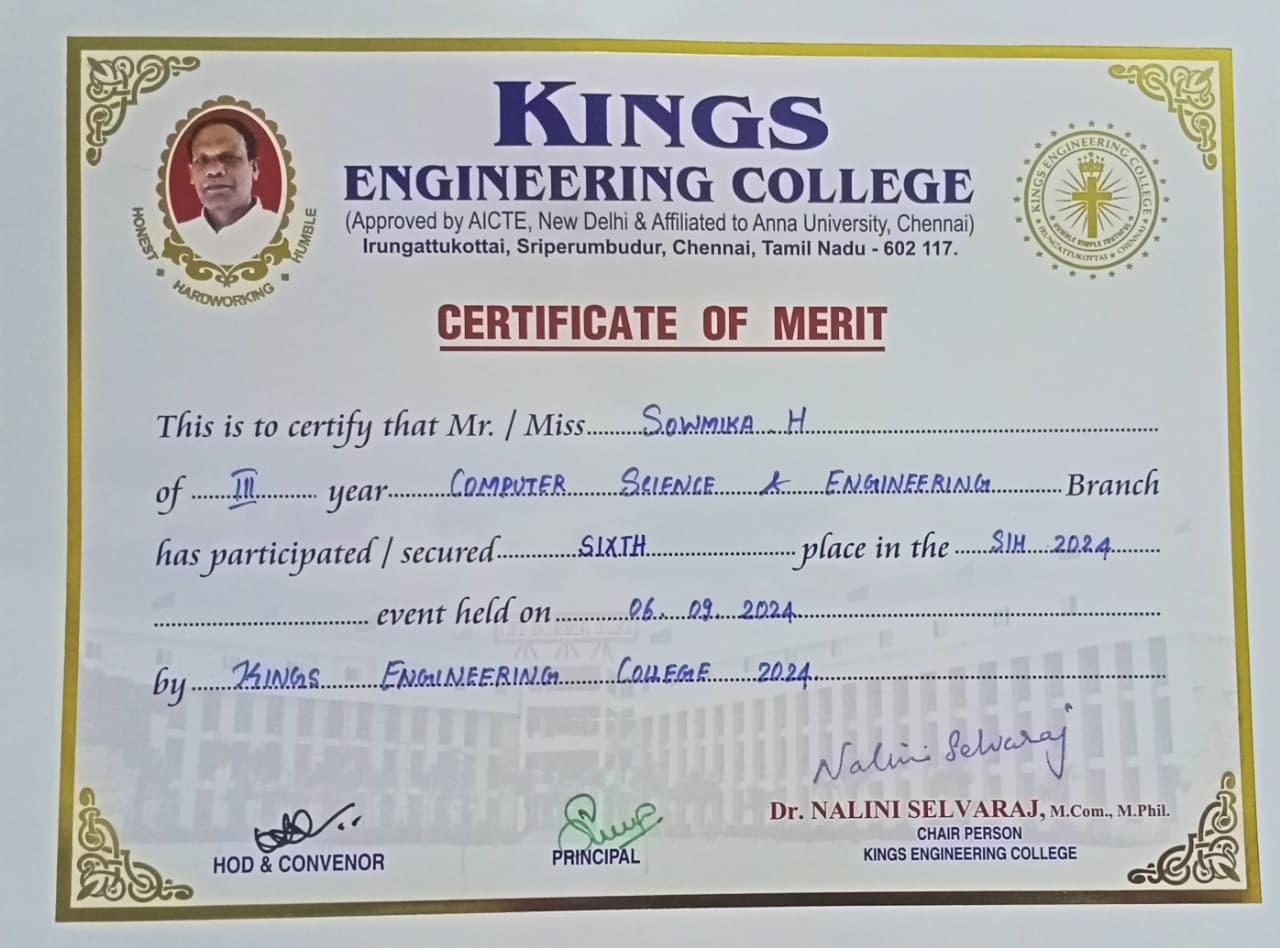 KINGS
ENGINEERING COLLEGE
(Approved by AICTE, New Delhi & Affiliated to Anna University, Chennai)
Irungattukottai, Sriperumbudur, Chennai, Tamil Nadu - 602 117.
HONEST • HARDWORKING • HUMBLE
KINGS ENGINEERING COLLEGE
HUMBLE SIMPLE TRUTHFUL
IRUNGATTUKOTTAI ★ CHENNAI
CERTIFICATE OF MERIT
This is to certify that Mr. / Miss SOWMIKA. H
of III year COMPUTER SCIENCE & ENGINEERING Branch
has participated / secured SIXTH place in the SIH 2024
event held on 06. 09. 2024
by KINGS ENGINEERING COLLEGE 2024
Nalini Selvaraj
Dr. NALINI SELVARAJ, M.Com., M.Phil.
HOD & CONVENOR
PRINCIPAL
CHAIR PERSON
KINGS ENGINEERING COLLEGE